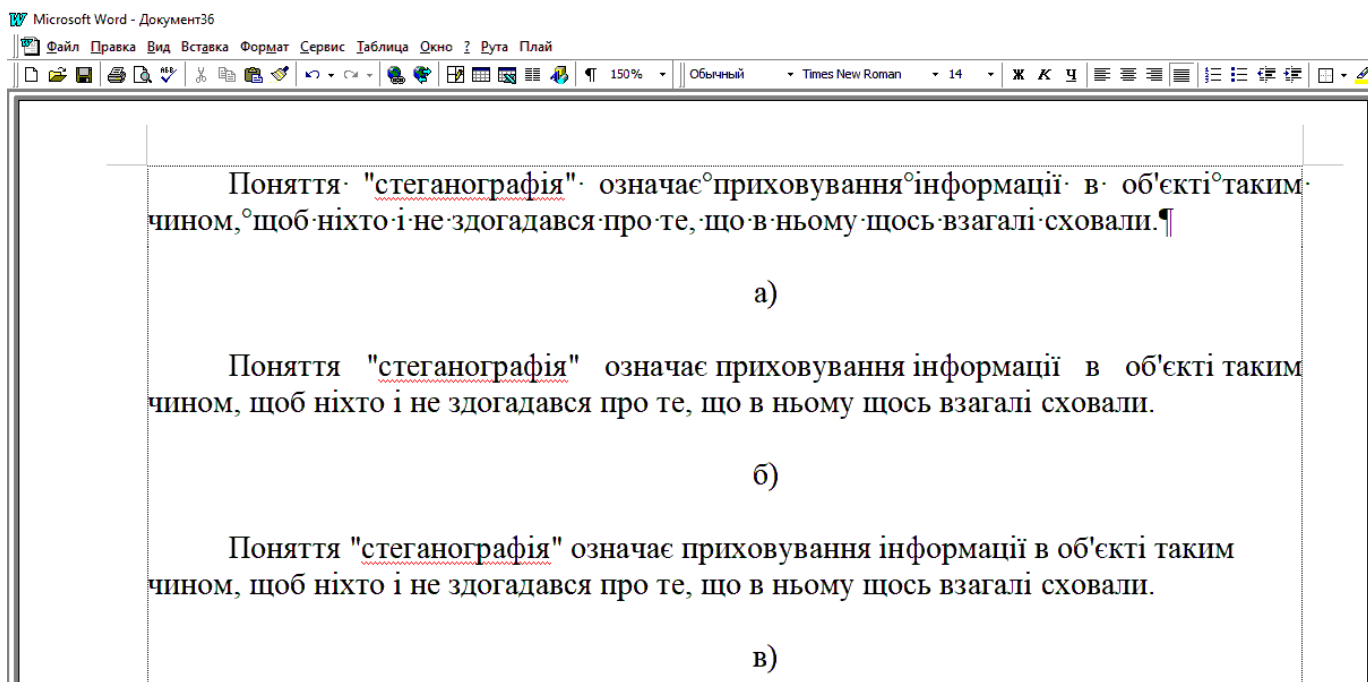 Microsoft Word - Документ36
Файл Правка Вид Вставка Формат Сервис Таблица Окно ? Рута Плай
150% Обычный Times New Roman 14 Ж К Ч
Поняття· "стеганографія"· означає°приховування°інформації· в· об'єкті°таким·
чином,°щоб·ніхто·і·не·здогадався·про·те,·що·в·ньому·щось·взагалі·сховали.¶
а)
Поняття "стеганографія" означає приховування інформації в об'єкті таким
чином, щоб ніхто і не здогадався про те, що в ньому щось взагалі сховали.
б)
Поняття "стеганографія" означає приховування інформації в об'єкті таким
чином, щоб ніхто і не здогадався про те, що в ньому щось взагалі сховали.
в)